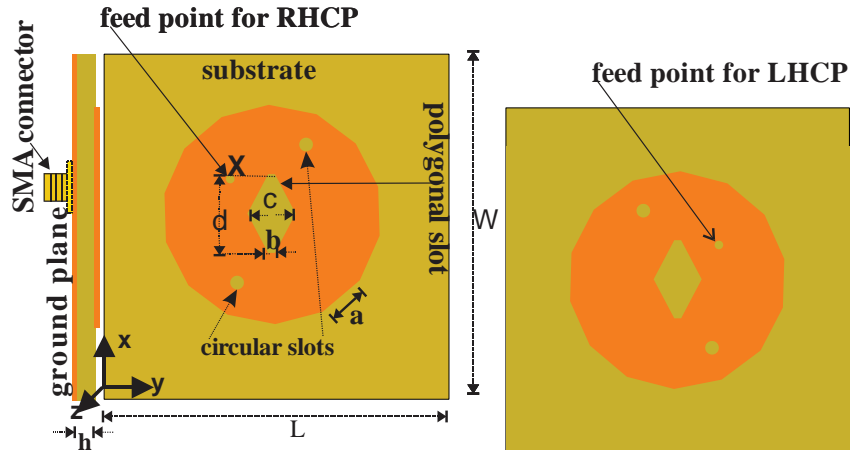 feed point for RHCP
substrate
feed point for LHCP
SMA connector
polygonal slot
X
c
d
b
W
ground plane
a
circular slots
x
y
z
h
L